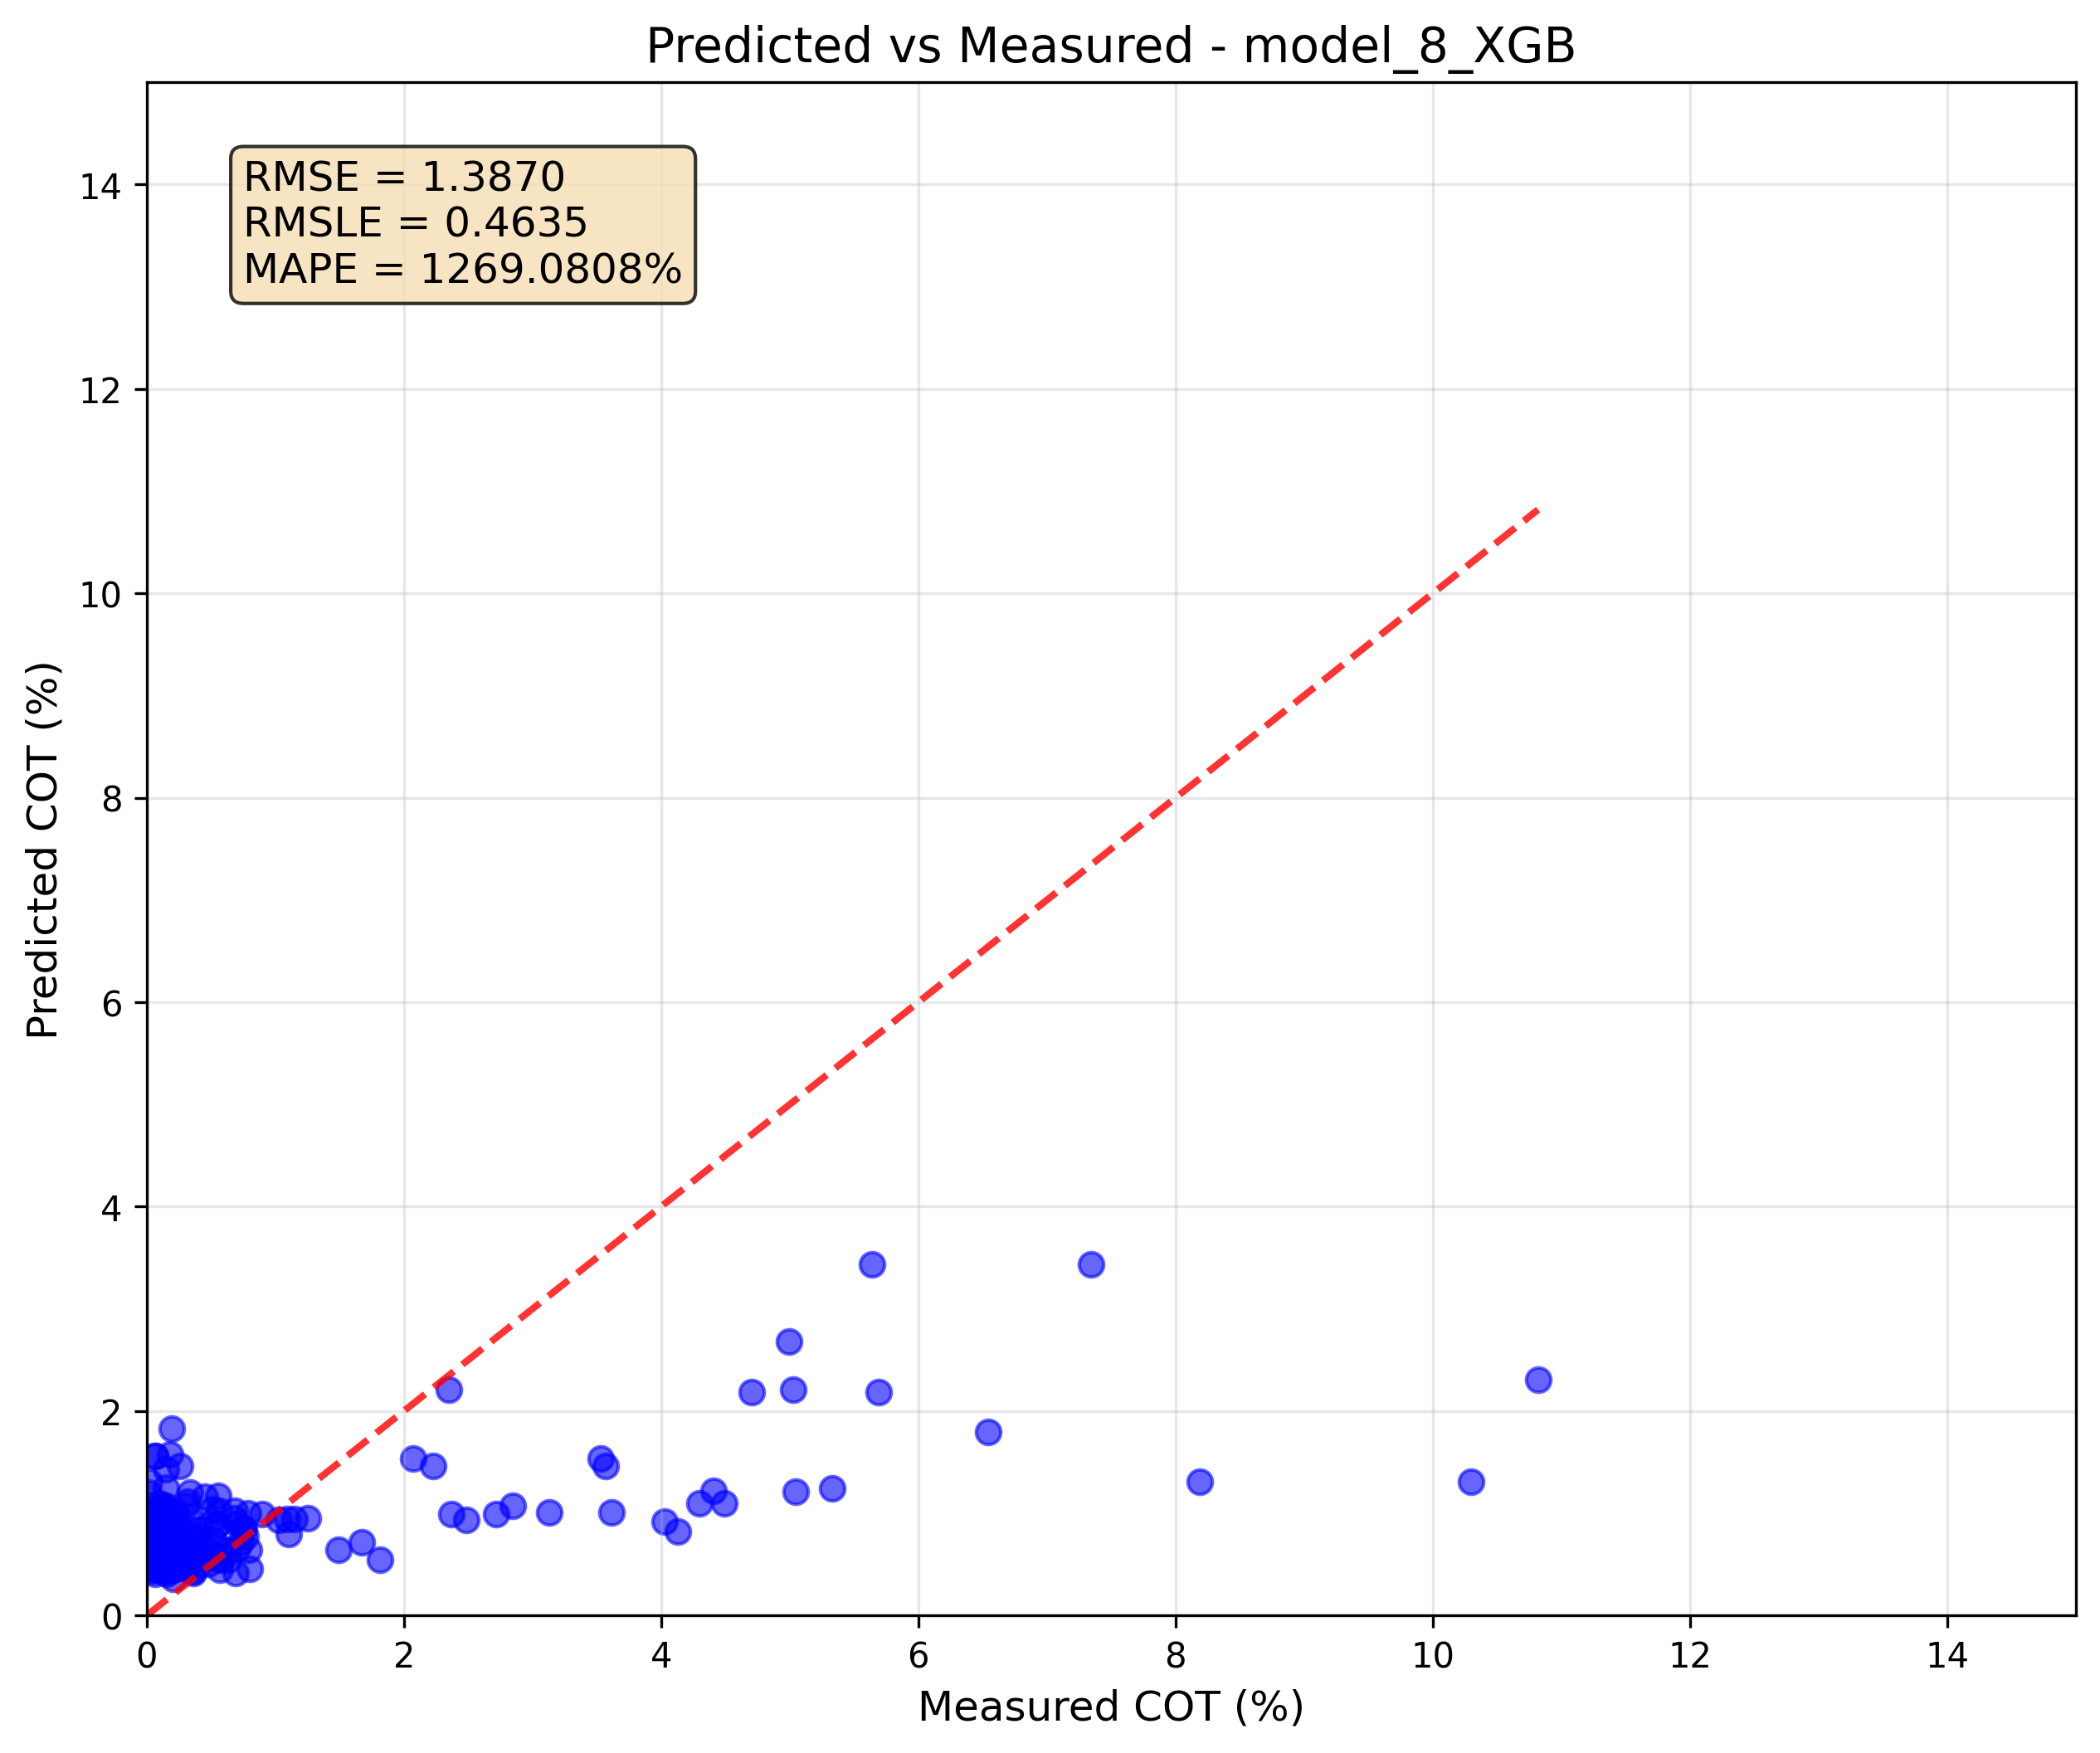 Predicted vs Measured - model_8_XGB
RMSE = 1.3870
RMSLE = 0.4635
MAPE = 1269.0808%
Predicted COT (%)
14
12
10
8
6
4
2
0
0 2 4 6 8 10 12 14
Measured COT (%)